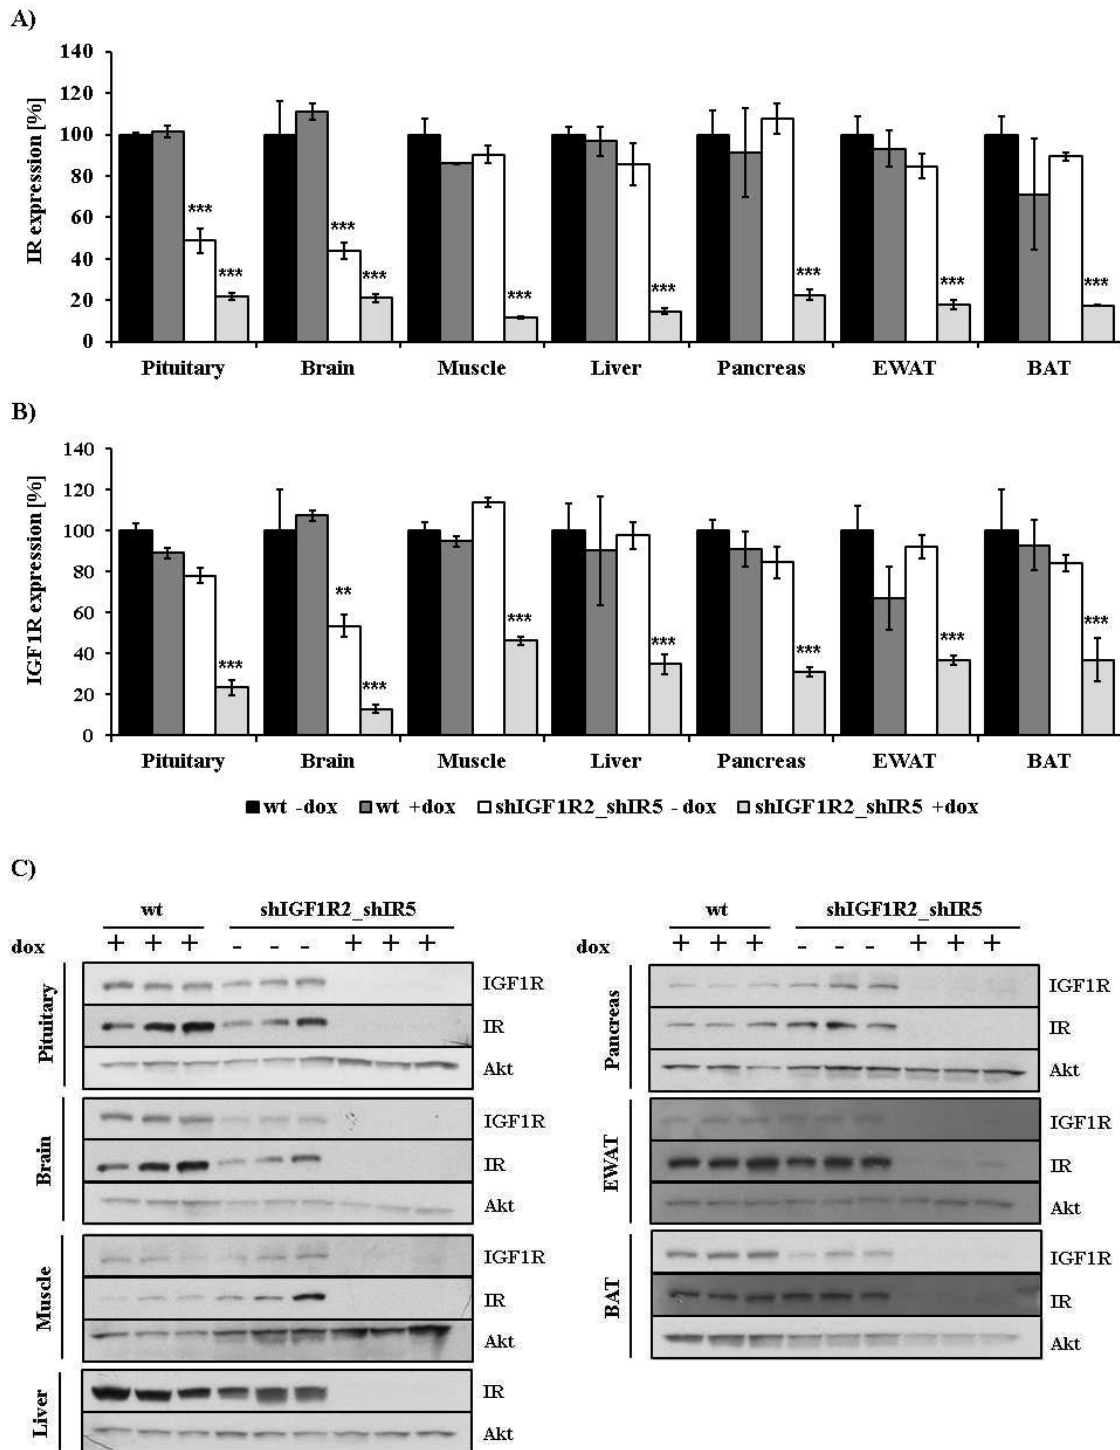 A)
IR expression [%]
140
120
100
80
60
40
20
0
*** *** *** *** *** *** *** *** ***
Pituitary Brain Muscle Liver Pancreas EWAT BAT
B)
IGF1R expression [%]
140
120
100
80
60
40
20
0
*** ** *** *** *** *** *** ***
Pituitary Brain Muscle Liver Pancreas EWAT BAT
wt -dox wt +dox shIGF1R2_shIR5 - dox shIGF1R2_shIR5 +dox
C)
wt shIGF1R2_shIR5
dox + + + - - - + + +
Pituitary
IGF1R
IR
Akt
Brain
IGF1R
IR
Akt
Muscle
IGF1R
IR
Akt
Liver
IR
Akt
wt shIGF1R2_shIR5
dox + + + - - - + + +
Pancreas
IGF1R
IR
Akt
EWAT
IGF1R
IR
Akt
BAT
IGF1R
IR
Akt